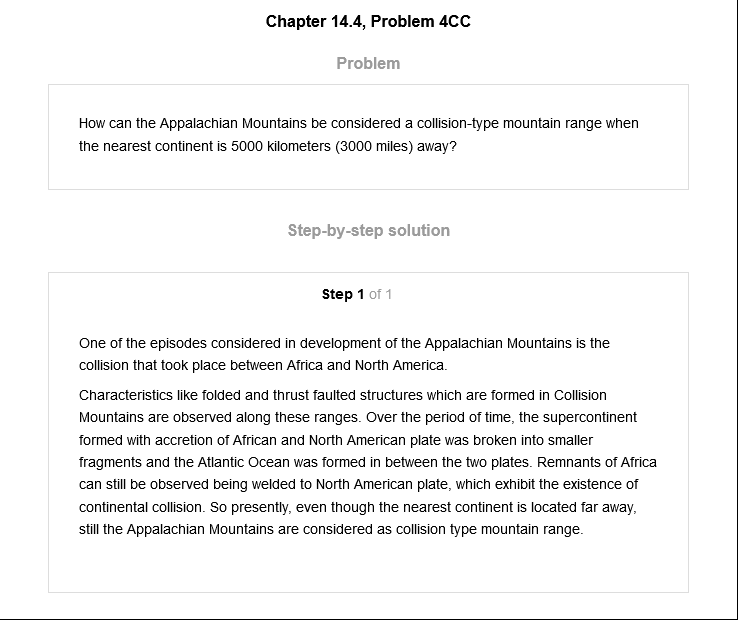 Chapter 14.4, Problem 4CC
Problem
How can the Appalachian Mountains be considered a collision-type mountain range when
the nearest continent is 5000 kilometers (3000 miles) away?
Step-by-step solution
Step 1 of 1
One of the episodes considered in development of the Appalachian Mountains is the
collision that took place between Africa and North America.
Characteristics like folded and thrust faulted structures which are formed in Collision
Mountains are observed along these ranges. Over the period of time, the supercontinent
formed with accretion of African and North American plate was broken into smaller
fragments and the Atlantic Ocean was formed in between the two plates. Remnants of Africa
can still be observed being welded to North American plate, which exhibit the existence of
continental collision. So presently, even though the nearest continent is located far away,
still the Appalachian Mountains are considered as collision type mountain range.